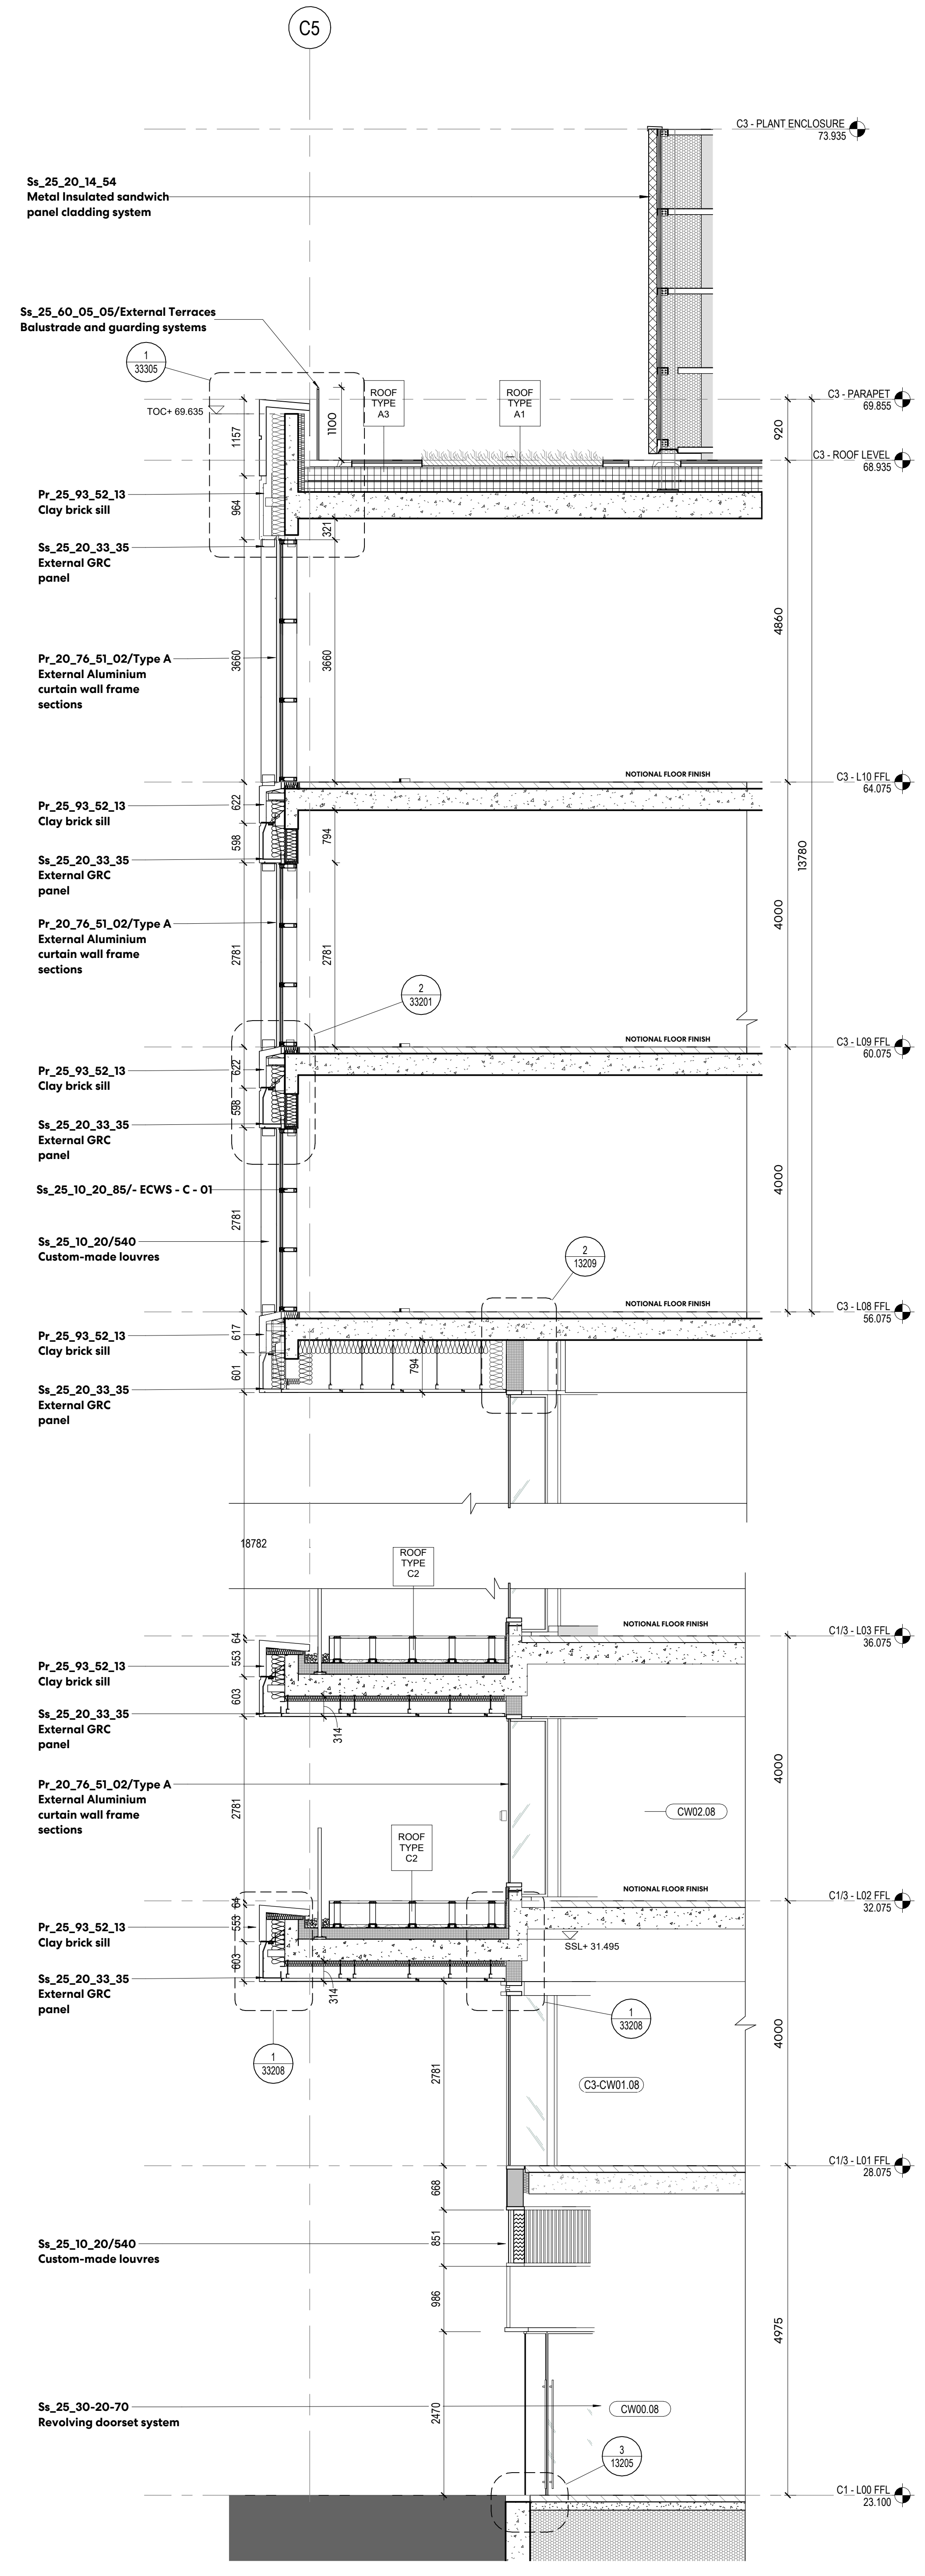 C5
C3 - PLANT ENCLOSURE
73.935
Ss_25_20_14_54
Metal Insulated sandwich
panel cladding system
Ss_25_60_05_05/External Terraces
Balustrade and guarding systems
1
33305
TOC+ 69.635
1157
1100
ROOF
TYPE
A3
ROOF
TYPE
A1
C3 - PARAPET
69.855
920
C3 - ROOF LEVEL
68.935
Pr_25_93_52_13
Clay brick sill
964
321
Ss_25_20_33_35
External GRC
panel
4860
Pr_20_76_51_02/Type A
External Aluminium
curtain wall frame
sections
3660
3660
NOTIONAL FLOOR FINISH
C3 - L10 FFL
64.075
Pr_25_93_52_13
Clay brick sill
622
598
794
13780
Ss_25_20_33_35
External GRC
panel
Pr_20_76_51_02/Type A
External Aluminium
curtain wall frame
sections
2781
2781
4000
2
33201
NOTIONAL FLOOR FINISH
C3 - L09 FFL
60.075
Pr_25_93_52_13
Clay brick sill
622
598
Ss_25_20_33_35
External GRC
panel
4000
Ss_25_10_20_85/- ECWS - C - 01
2781
Ss_25_10_20/540
Custom-made louvres
2
13209
NOTIONAL FLOOR FINISH
C3 - L08 FFL
56.075
Pr_25_93_52_13
Clay brick sill
617
601
794
Ss_25_20_33_35
External GRC
panel
18782
ROOF
TYPE
C2
NOTIONAL FLOOR FINISH
C1/3 - L03 FFL
36.075
64
553
603
Pr_25_93_52_13
Clay brick sill
Ss_25_20_33_35
External GRC
panel
314
4000
Pr_20_76_51_02/Type A
External Aluminium
curtain wall frame
sections
2781
CW02.08
ROOF
TYPE
C2
NOTIONAL FLOOR FINISH
C1/3 - L02 FFL
32.075
64
553
603
Pr_25_93_52_13
Clay brick sill
SSL+ 31.495
Ss_25_20_33_35
External GRC
panel
314
1
33208
1
33208
4000
2781
C3-CW01.08
C1/3 - L01 FFL
28.075
668
Ss_25_10_20/540
Custom-made louvres
851
986
4975
Ss_25_30-20-70
Revolving doorset system
2470
CW00.08
3
13205
C1 - L00 FFL
23.100